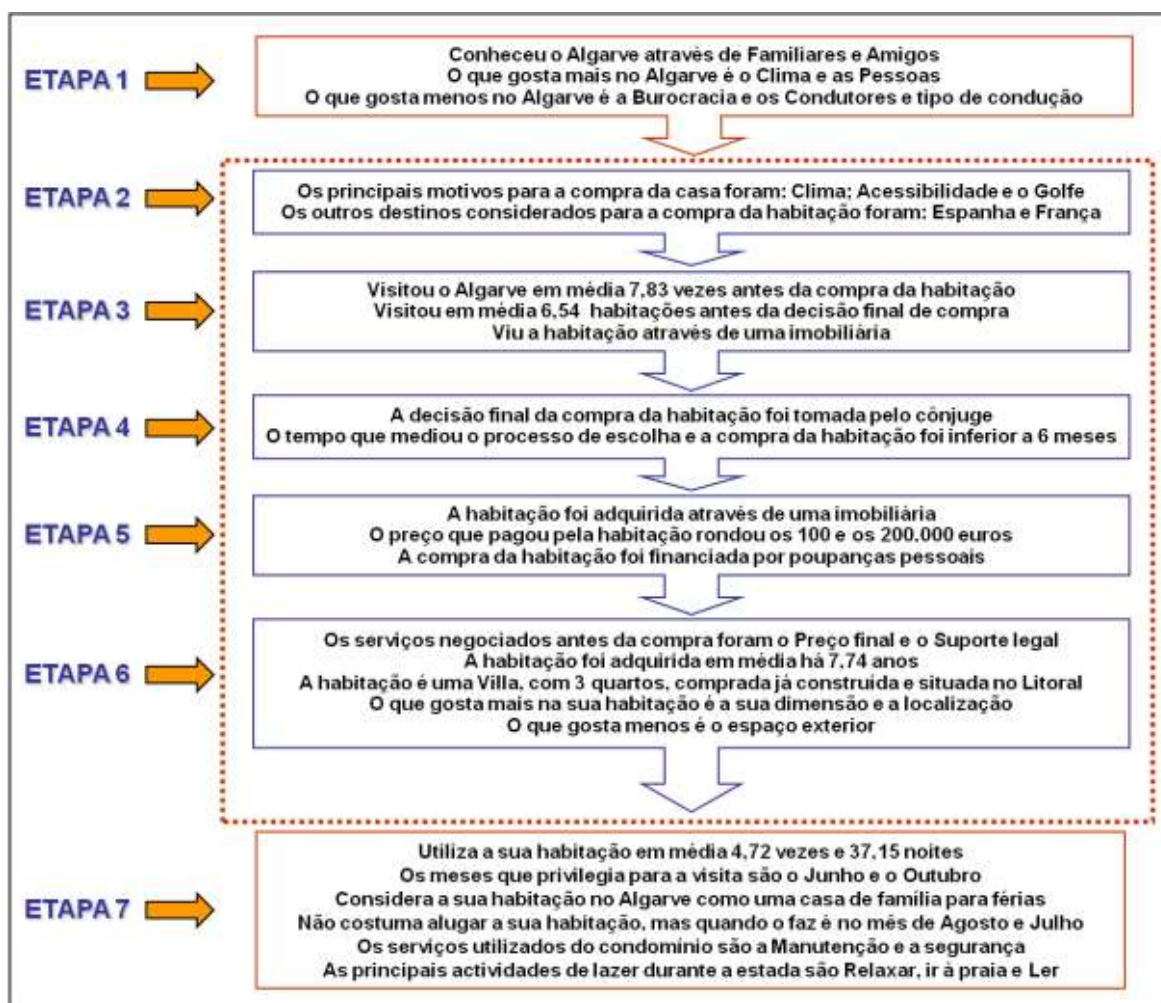 ETAPA 1
Conheceu o Algarve através de Familiares e Amigos
O que gosta mais no Algarve é o Clima e as Pessoas
O que gosta menos no Algarve é a Burocracia e os Condutores e tipo de condução
ETAPA 2
Os principais motivos para a compra da casa foram: Clima; Acessibilidade e o Golfe
Os outros destinos considerados para a compra da habitação foram: Espanha e França
ETAPA 3
Visitou o Algarve em média 7,83 vezes antes da compra da habitação
Visitou em média 6,54 habitações antes da decisão final de compra
Viu a habitação através de uma imobiliária
ETAPA 4
A decisão final da compra da habitação foi tomada pelo cônjuge
O tempo que mediou o processo de escolha e a compra da habitação foi inferior a 6 meses
ETAPA 5
A habitação foi adquirida através de uma imobiliária
O preço que pagou pela habitação rondou os 100 e os 200.000 euros
A compra da habitação foi financiada por poupanças pessoais
ETAPA 6
Os serviços negociados antes da compra foram o Preço final e o Suporte legal
A habitação foi adquirida em média há 7,74 anos
A habitação é uma Villa, com 3 quartos, comprada já construída e situada no Litoral
O que gosta mais na sua habitação é a sua dimensão e a localização
O que gosta menos é o espaço exterior
ETAPA 7
Utiliza a sua habitação em média 4,72 vezes e 37,15 noites
Os meses que privilegia para a visita são o Junho e o Outubro
Considera a sua habitação no Algarve como uma casa de família para férias
Não costuma alugar a sua habitação, mas quando o faz é no mês de Agosto e Julho
Os serviços utilizados do condomínio são a Manutenção e a segurança
As principais actividades de lazer durante a estada são Relaxar, ir à praia e Ler